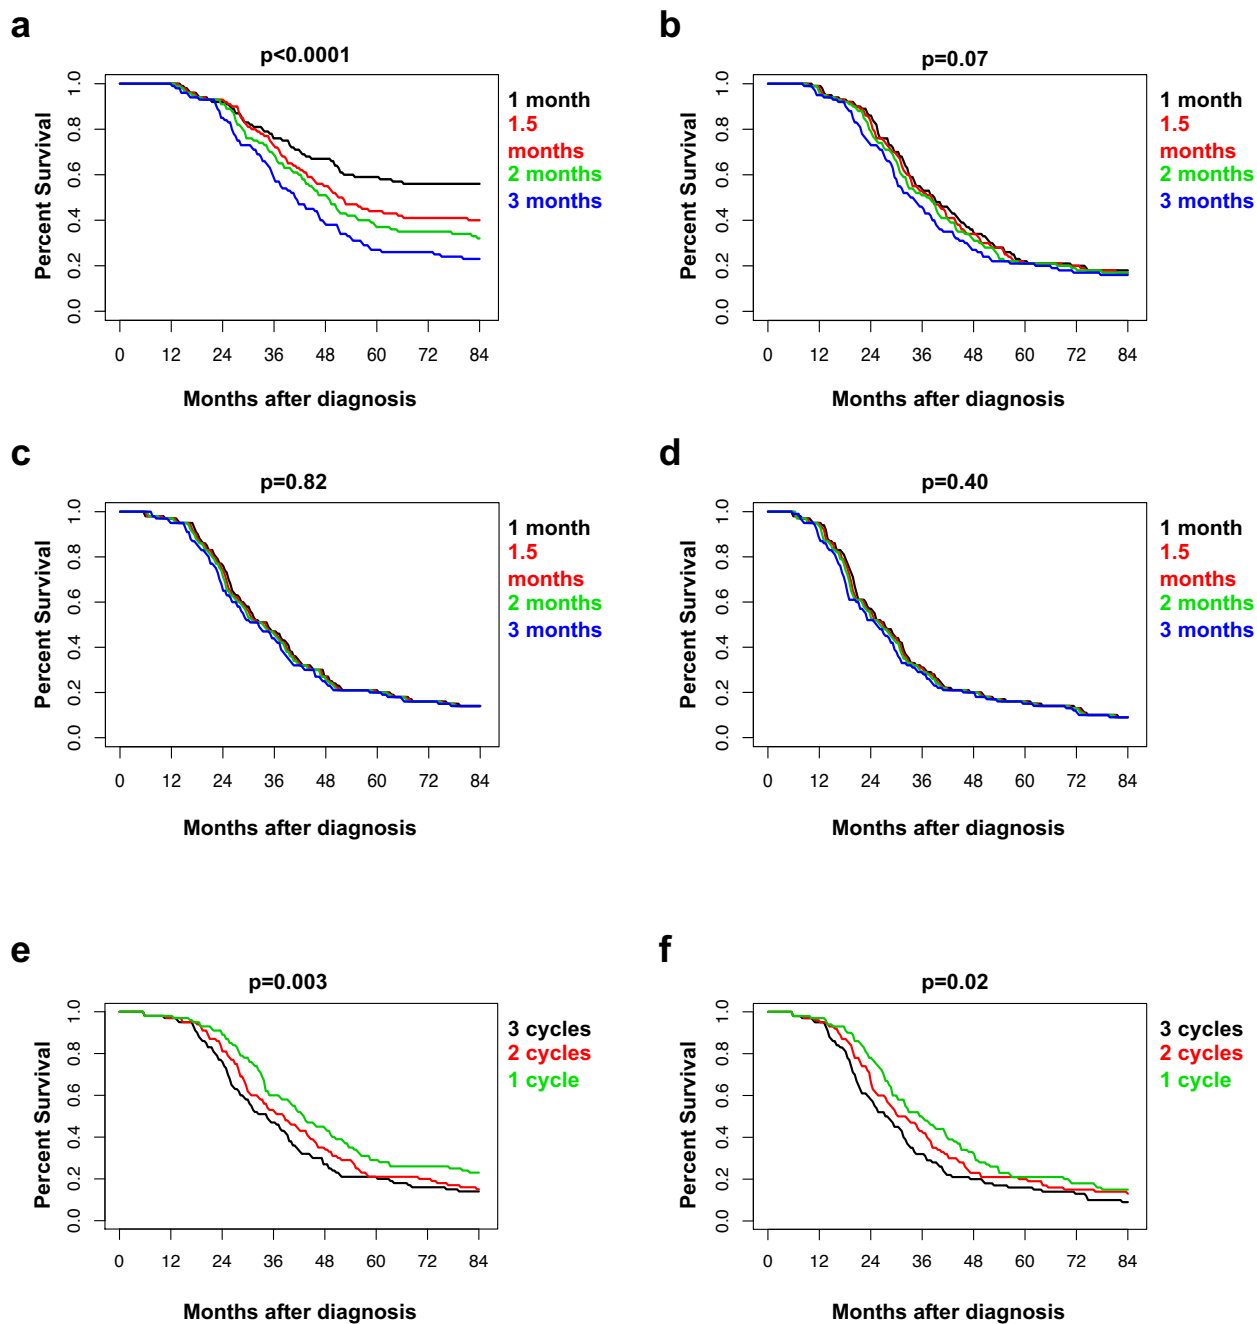 a
p<0.0001
Percent Survival
0.0 0.2 0.4 0.6 0.8 1.0
0 12 24 36 48 60 72 84
Months after diagnosis
1 month
1.5
months
2 months
3 months
b
p=0.07
Percent Survival
0.0 0.2 0.4 0.6 0.8 1.0
0 12 24 36 48 60 72 84
Months after diagnosis
1 month
1.5
months
2 months
3 months
c
p=0.82
Percent Survival
0.0 0.2 0.4 0.6 0.8 1.0
0 12 24 36 48 60 72 84
Months after diagnosis
1 month
1.5
months
2 months
3 months
d
p=0.40
Percent Survival
0.0 0.2 0.4 0.6 0.8 1.0
0 12 24 36 48 60 72 84
Months after diagnosis
1 month
1.5
months
2 months
3 months
e
p=0.003
Percent Survival
0.0 0.2 0.4 0.6 0.8 1.0
0 12 24 36 48 60 72 84
Months after diagnosis
3 cycles
2 cycles
1 cycle
f
p=0.02
Percent Survival
0.0 0.2 0.4 0.6 0.8 1.0
0 12 24 36 48 60 72 84
Months after diagnosis
3 cycles
2 cycles
1 cycle